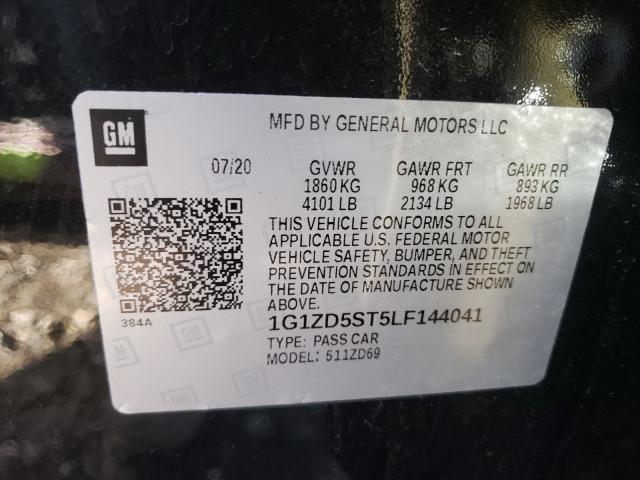 GM
MFD BY GENERAL MOTORS LLC
07/20 GVWR GAWR FRT GAWR RR
1860 KG 968 KG 893 KG
4101 LB 2134 LB 1968 LB
THIS VEHICLE CONFORMS TO ALL
APPLICABLE U.S. FEDERAL MOTOR
VEHICLE SAFETY, BUMPER, AND THEFT
PREVENTION STANDARDS IN EFFECT ON
THE DATE OF MANUFACTURE SHOWN
ABOVE.
384A
1G1ZD5ST5LF144041
TYPE: PASS CAR
MODEL: 511ZD69